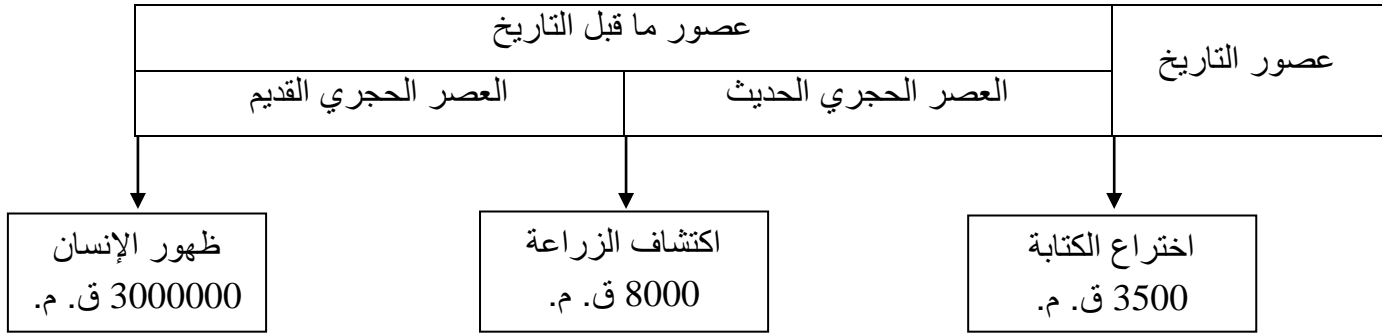 عصور ما قبل التاريخ
عصور التاريخ
العصر الحجري الحديث
العصر الحجري القديم
اختراع الكتابة
3500 ق. م.
اكتشاف الزراعة
8000 ق. م.
ظهور الإنسان
3000000 ق. م.